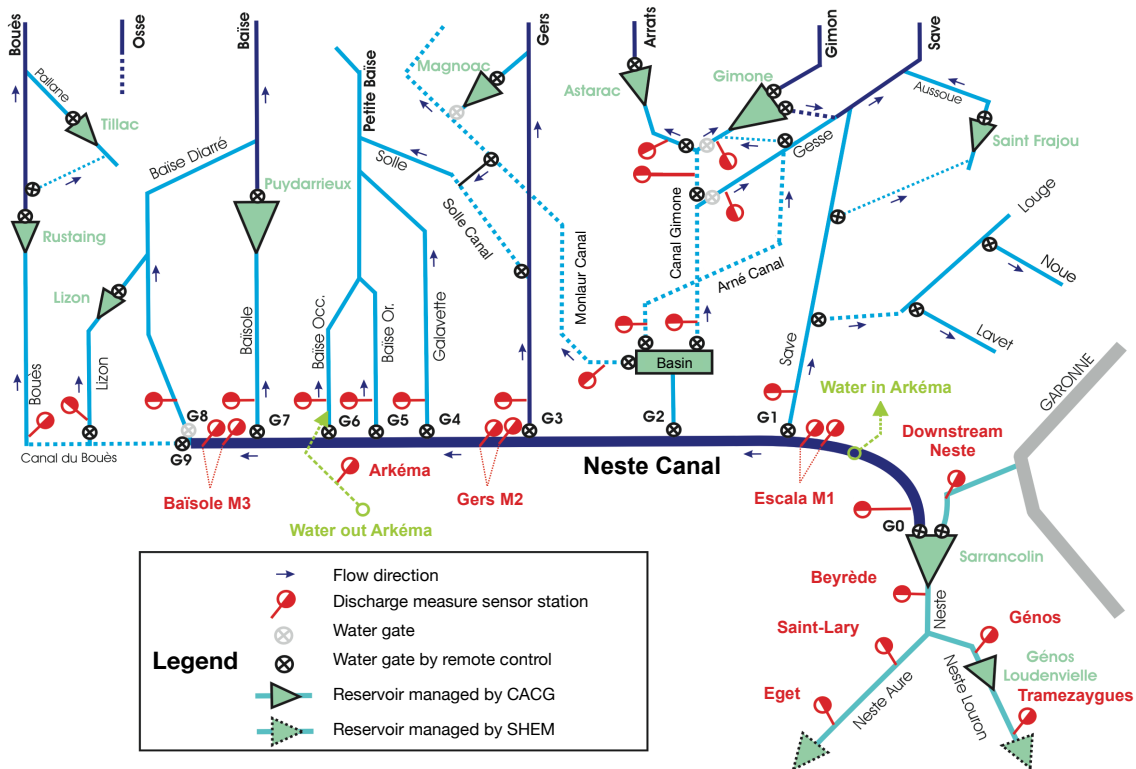 Bouès
Osse
Baïse
Petite Baïse
Gers
Arrats
Gimon
Save
Pallane
Tillac
Magnoac
Astarac
Gimone
Aussoue
Saint Frajou
Baïse Diarré
Puydarrieux
Solle
Solle Canal
Gesse
Louge
Noue
Lavet
Rustaing
Lizon
Monlaur Canal
Canal Gimone
Arné Canal
Basin
Bouès
Lizon
Baïsole
Baïse Occ.
Baïse Or.
Galavette
Save
Water in Arkéma
GARONNE
G8
G7
G6
G5
G4
G3
G2
G1
G9
Canal du Bouès
Neste Canal
Downstream
Neste
Baïsole M3
Arkéma
Gers M2
Escala M1
Water out Arkéma
G0
Sarrancolin
Beyrède
Neste
Saint-Lary
Génos
Génos
Loudenvielle
Eget
Neste Aure
Neste Louron
Tramezaygues
Legend
Flow direction
Discharge measure sensor station
Water gate
Water gate by remote control
Reservoir managed by CACG
Reservoir managed by SHEM